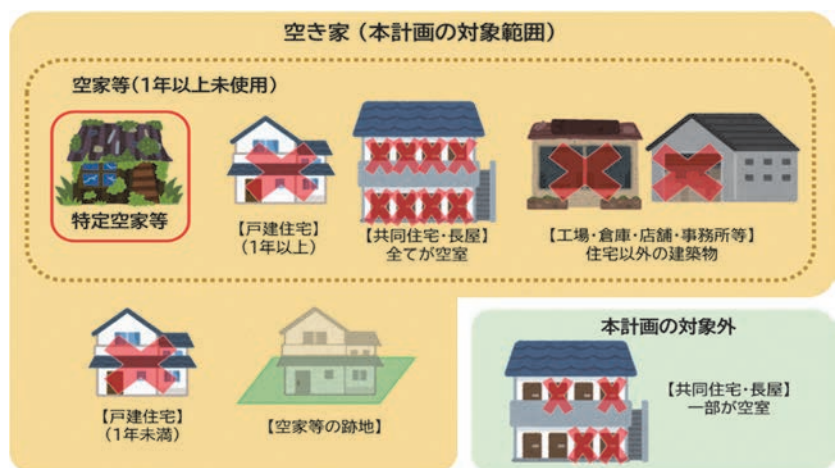 空き家（本計画の対象範囲）
空家等（1年以上未使用）
特定空家等
【戸建住宅】
（1年以上）
【共同住宅・長屋】
全てが空室
【工場・倉庫・店舗・事務所等】
住宅以外の建築物
【戸建住宅】
（1年未満）
【空家等の跡地】
本計画の対象外
【共同住宅・長屋】
一部が空室